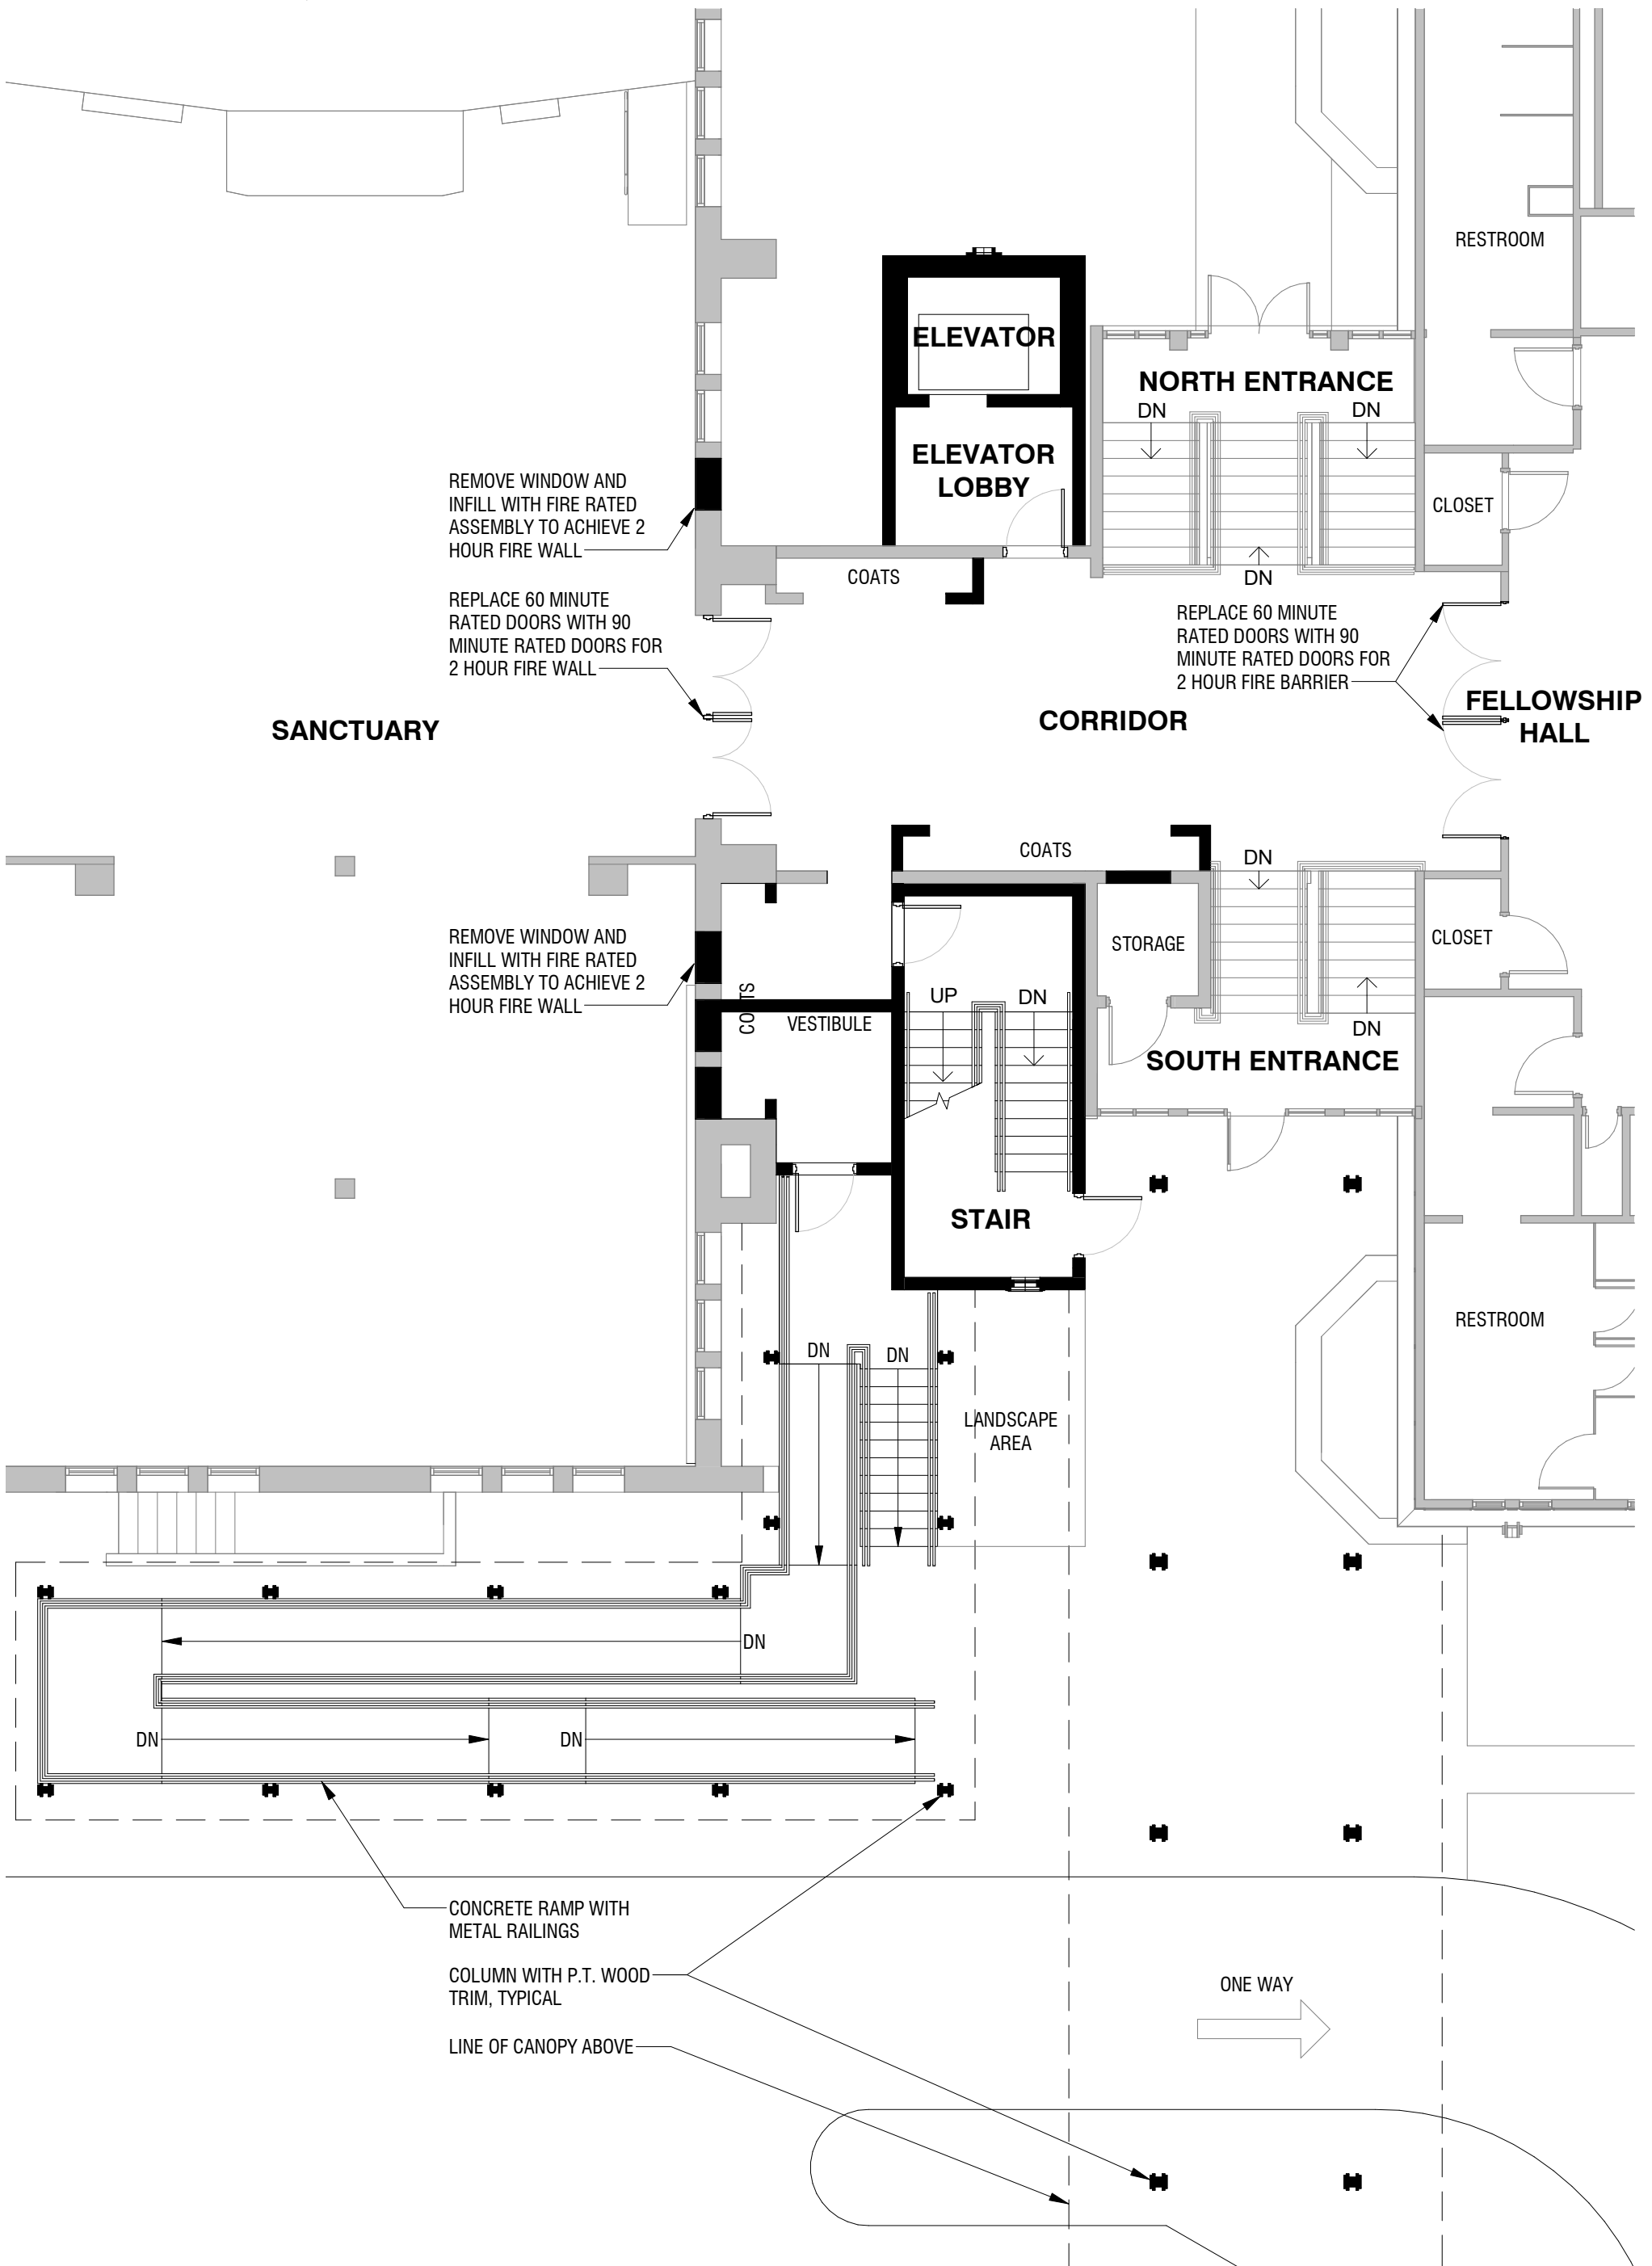 RESTROOM
ELEVATOR
NORTH ENTRANCE
DN
DN
ELEVATOR
LOBBY
REMOVE WINDOW AND
INFILL WITH FIRE RATED
ASSEMBLY TO ACHIEVE 2
HOUR FIRE WALL
CLOSET
COATS
DN
REPLACE 60 MINUTE
RATED DOORS WITH 90
MINUTE RATED DOORS FOR
2 HOUR FIRE WALL
REPLACE 60 MINUTE
RATED DOORS WITH 90
MINUTE RATED DOORS FOR
2 HOUR FIRE BARRIER
SANCTUARY
CORRIDOR
FELLOWSHIP
HALL
COATS
DN
REMOVE WINDOW AND
INFILL WITH FIRE RATED
ASSEMBLY TO ACHIEVE 2
HOUR FIRE WALL
STORAGE
CLOSET
COATS
UP
DN
VESTIBULE
DN
SOUTH ENTRANCE
STAIR
RESTROOM
DN
DN
LANDSCAPE
AREA
DN
DN
DN
CONCRETE RAMP WITH
METAL RAILINGS
COLUMN WITH P.T. WOOD
TRIM, TYPICAL
ONE WAY
LINE OF CANOPY ABOVE